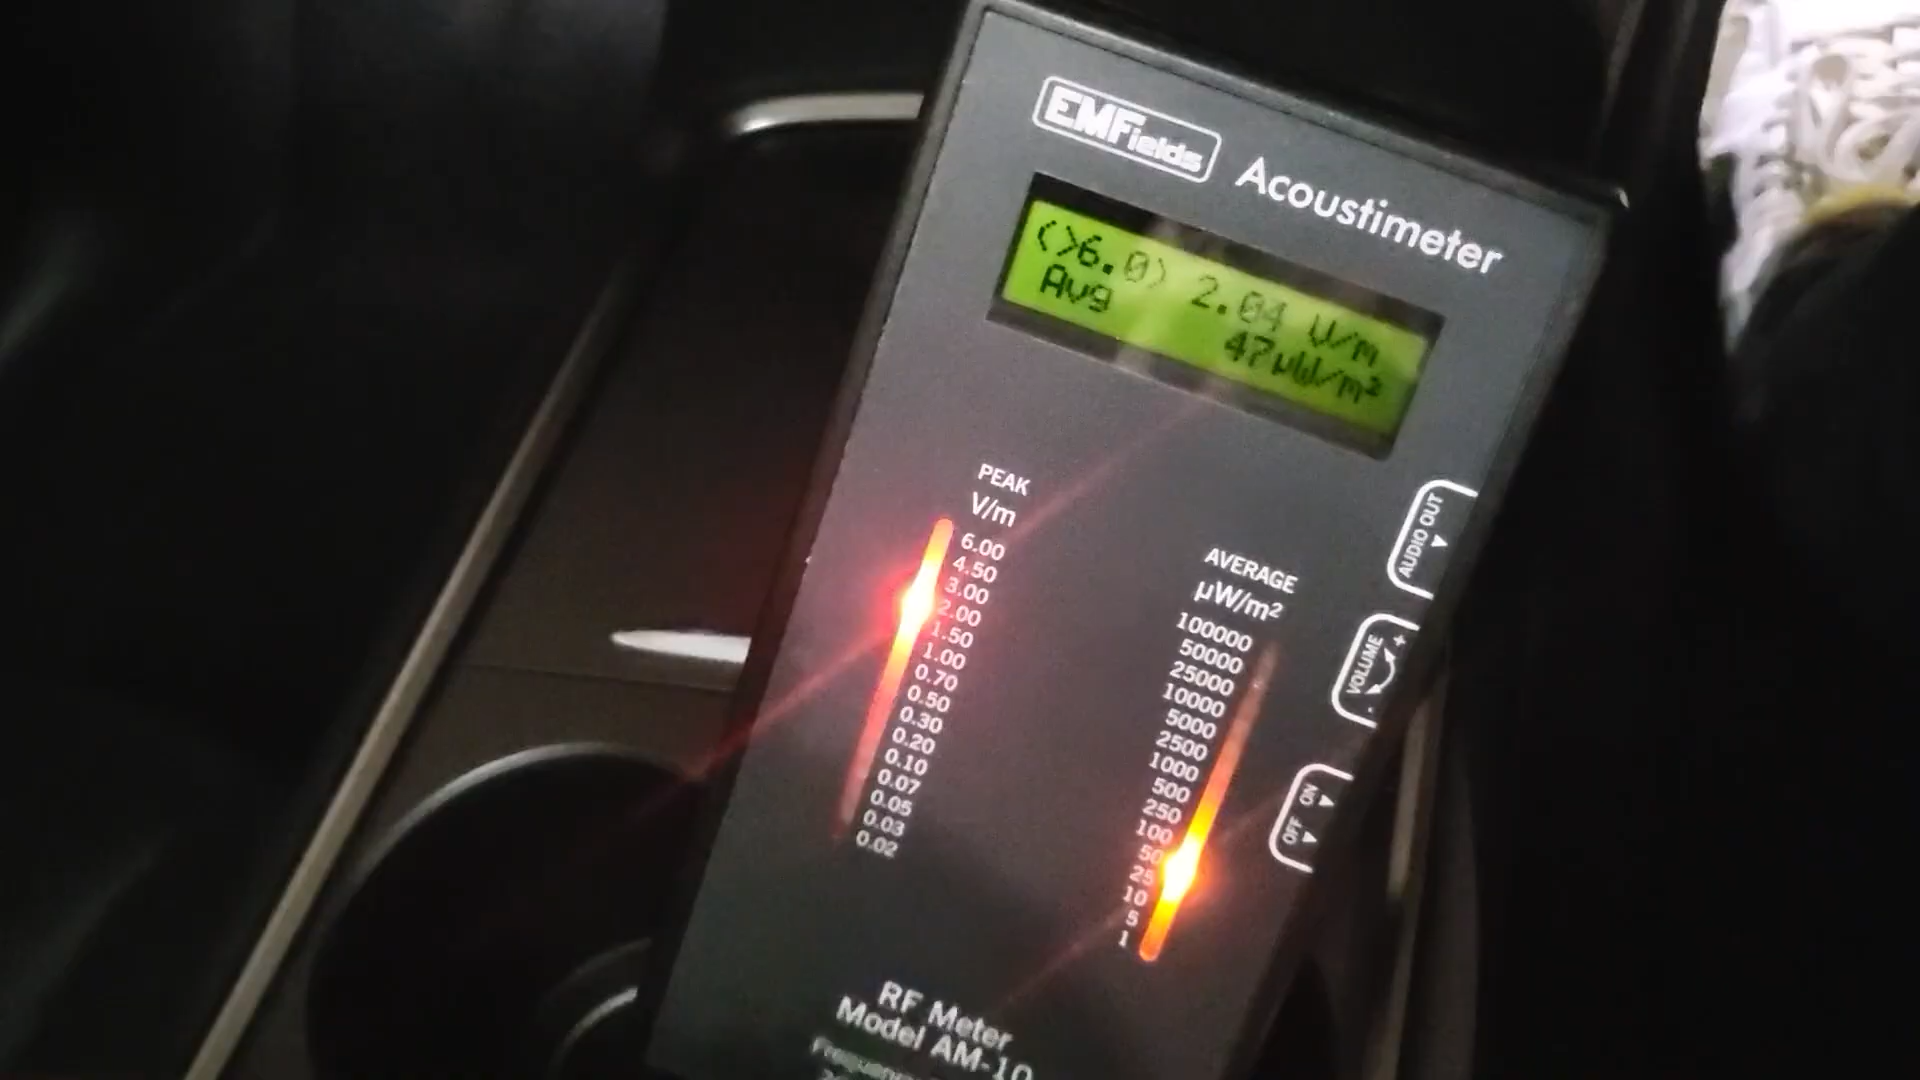 EMFields Acoustimeter
(>6.0) 2.04 V/m
Avg 47µW/m²
PEAK
V/m
6.00
4.50
3.00
2.00
1.50
1.00
0.70
0.50
0.30
0.20
0.10
0.07
0.05
0.03
0.02
AVERAGE
µW/m²
100000
50000
25000
10000
5000
2500
1000
500
250
100
50
25
10
5
1
AUDIO OUT
VOLUME
- +
OFF ON
RF Meter
Model AM-10